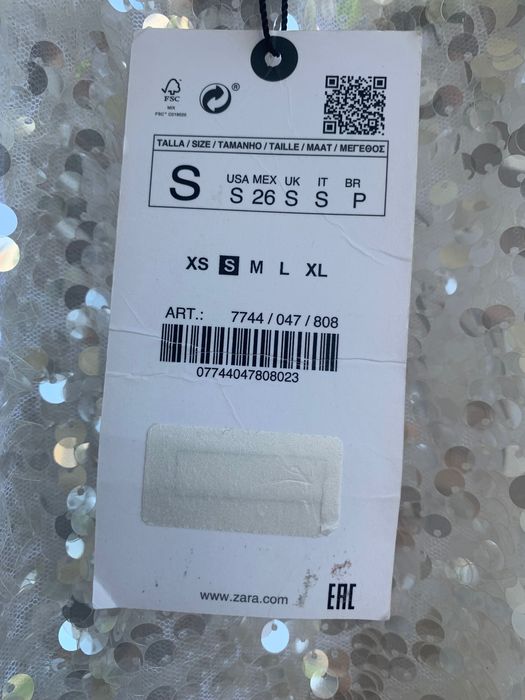 FSC
MIX
FSC® C019020
®
TALLA / SIZE / TAMANHO / TAILLE / MAAT / ΜΕΓΕΘΟΣ
S
USA MEX UK IT BR
S 26 S S P
XS S M L XL
ART.: 7744 / 047 / 808
07744047808023
www.zara.com
EAC